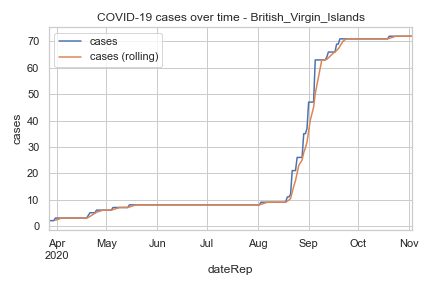 COVID-19 cases over time - British_Virgin_Islands
cases
cases (rolling)
70
60
50
40
30
20
10
0
cases
Apr May Jun Jul Aug Sep Oct Nov
2020
dateRep